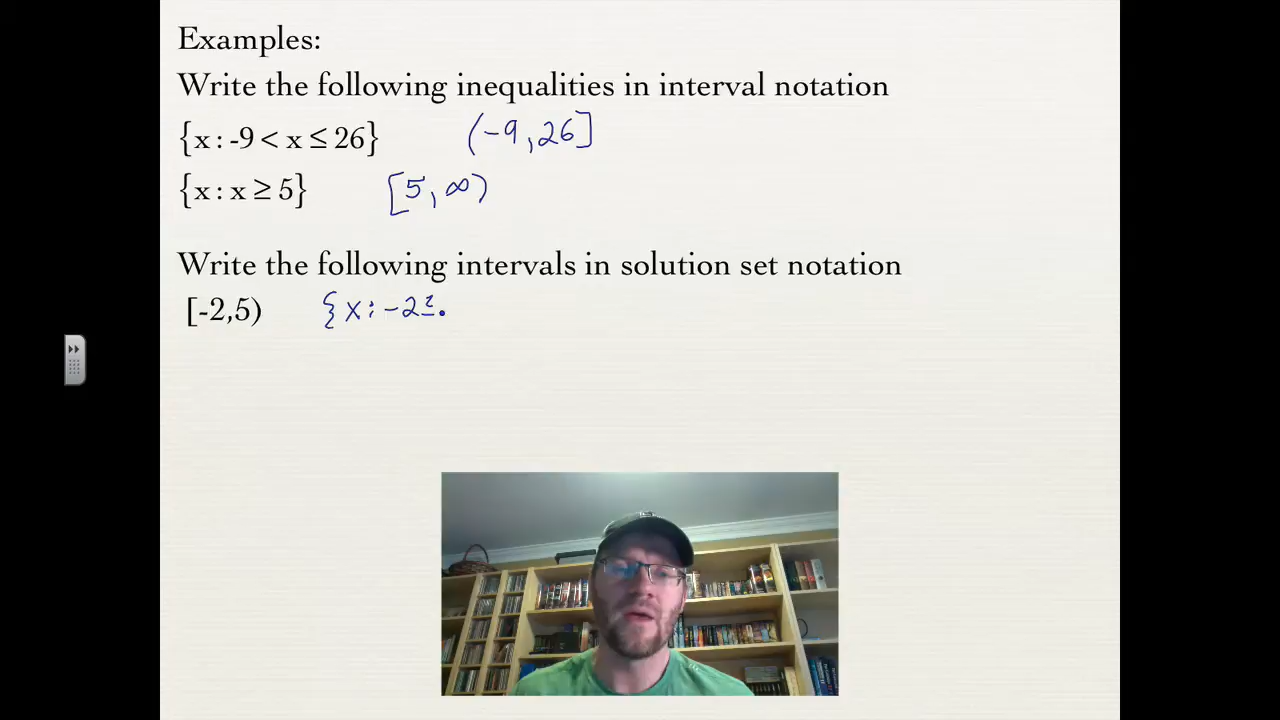 Examples:
Write the following inequalities in interval notation
{x : -9 < x ≤ 26} (-9, 26]
{x : x ≥ 5} [5, ∞)
Write the following intervals in solution set notation
[-2,5) {x : -2 ≤